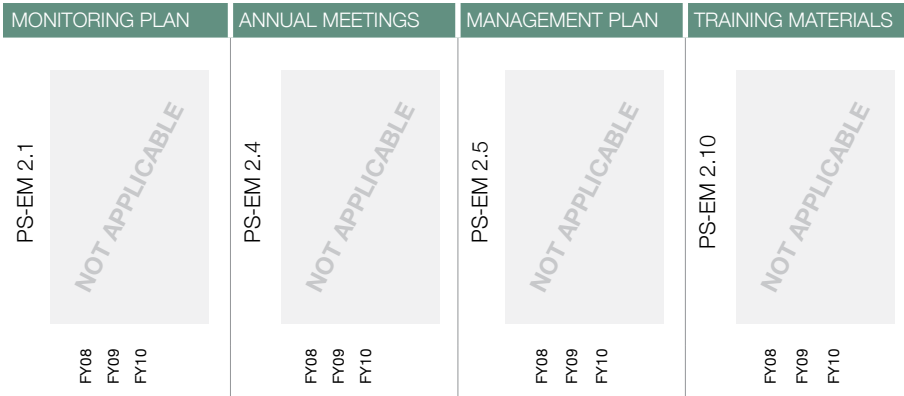 MONITORING PLAN
PS-EM 2.1
NOT APPLICABLE
FY08
FY09
FY10
ANNUAL MEETINGS
PS-EM 2.4
NOT APPLICABLE
FY08
FY09
FY10
MANAGEMENT PLAN
PS-EM 2.5
NOT APPLICABLE
FY08
FY09
FY10
TRAINING MATERIALS
PS-EM 2.10
NOT APPLICABLE
FY08
FY09
FY10